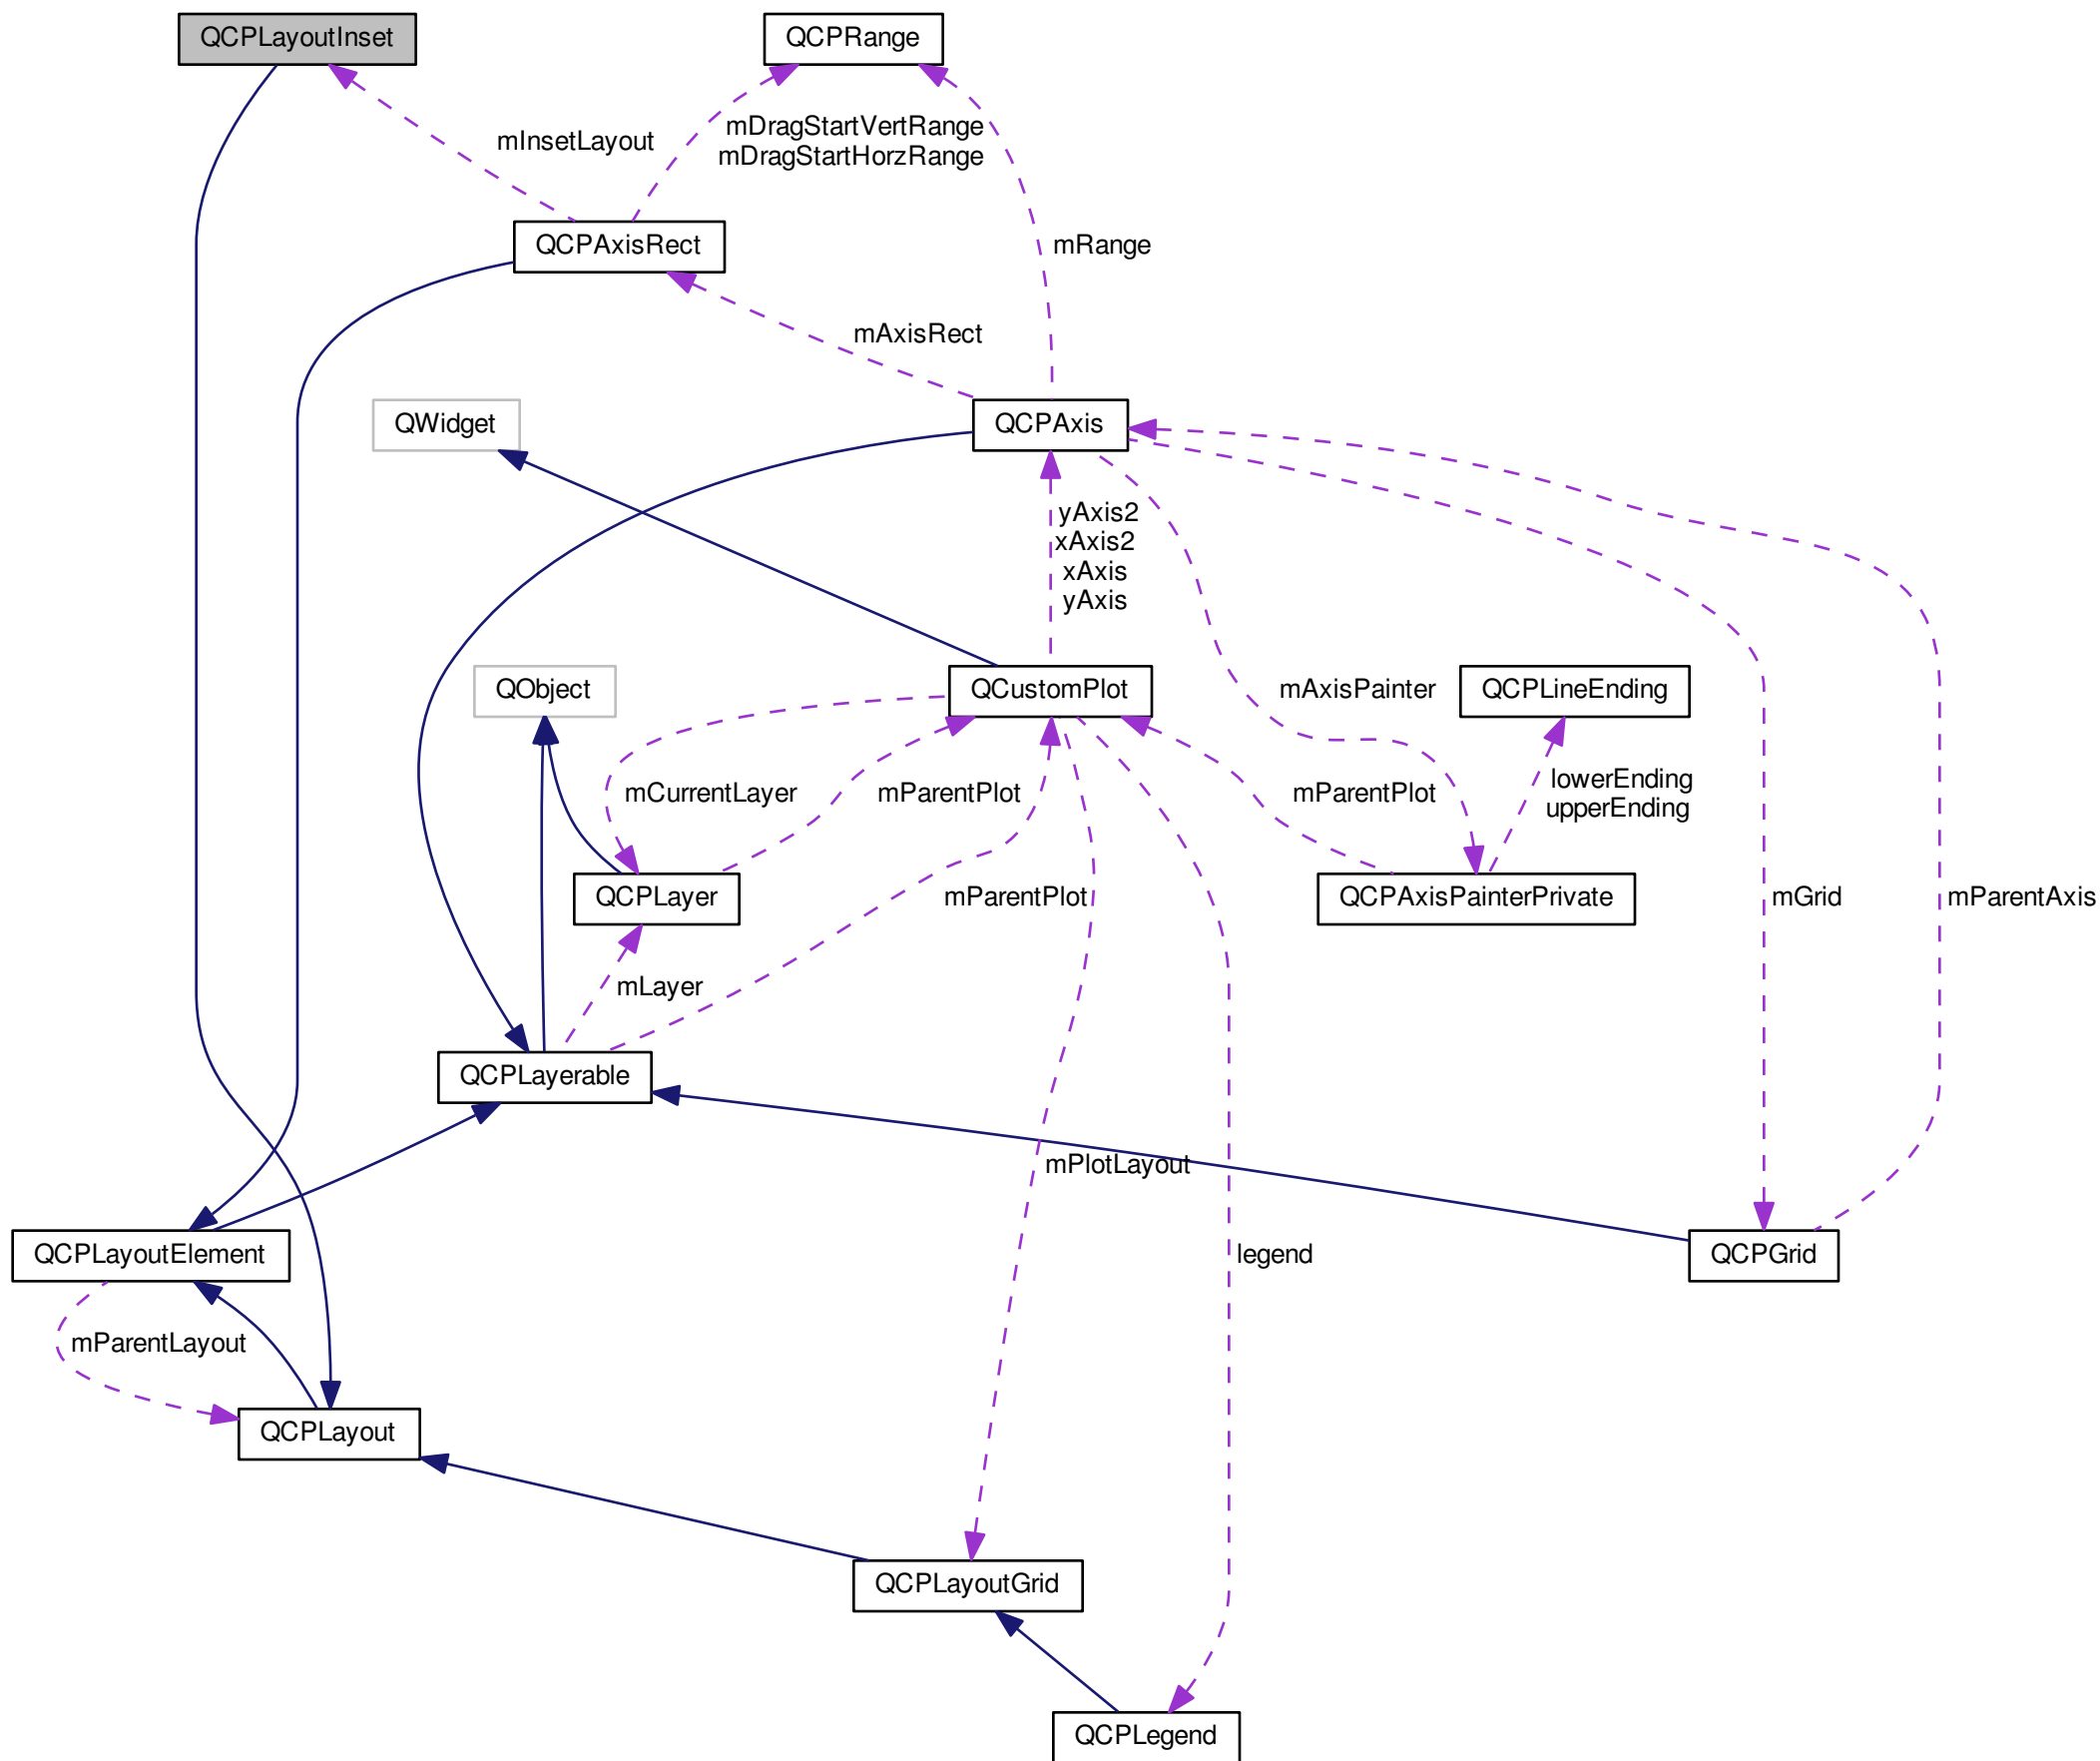 QCPLayoutInset
QCPRange
mInsetLayout
mDragStartVertRange
mDragStartHorzRange
QCPAxisRect
mRange
mAxisRect
QWidget
QCPAxis
yAxis2
xAxis2
xAxis
yAxis
QObject
QCustomPlot
mAxisPainter
QCPLineEnding
mCurrentLayer
mParentPlot
mParentPlot
lowerEnding
upperEnding
QCPLayer
mParentPlot
QCPAxisPainterPrivate
mGrid
mParentAxis
mLayer
QCPLayerable
mPlotLayout
QCPLayoutElement
legend
QCPGrid
mParentLayout
QCPLayout
QCPLayoutGrid
QCPLegend